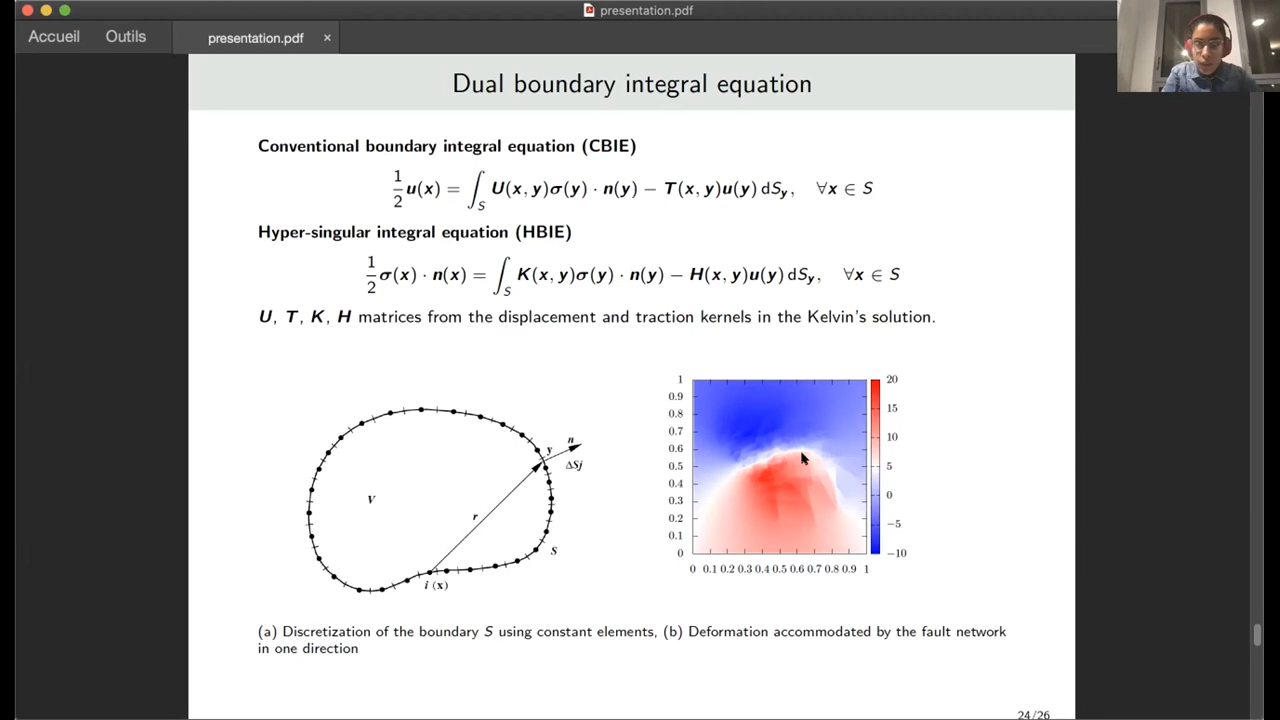 presentation.pdf
Accueil Outils presentation.pdf ×
Dual boundary integral equation
Conventional boundary integral equation (CBIE)
1/2 u(x) = ∫_S U(x, y)σ(y) · n(y) − T(x, y)u(y) dS_y, ∀x ∈ S
Hyper-singular integral equation (HBIE)
1/2 σ(x) · n(x) = ∫_S K(x, y)σ(y) · n(y) − H(x, y)u(y) dS_y, ∀x ∈ S
U, T, K, H matrices from the displacement and traction kernels in the Kelvin's solution.
n
y
ΔSj
V
r
S
i (x)
1
0.9
0.8
0.7
0.6
0.5
0.4
0.3
0.2
0.1
0
0 0.1 0.2 0.3 0.4 0.5 0.6 0.7 0.8 0.9 1
20
15
10
5
0
−5
−10
(a) Discretization of the boundary S using constant elements, (b) Deformation accommodated by the fault network
in one direction
24/26